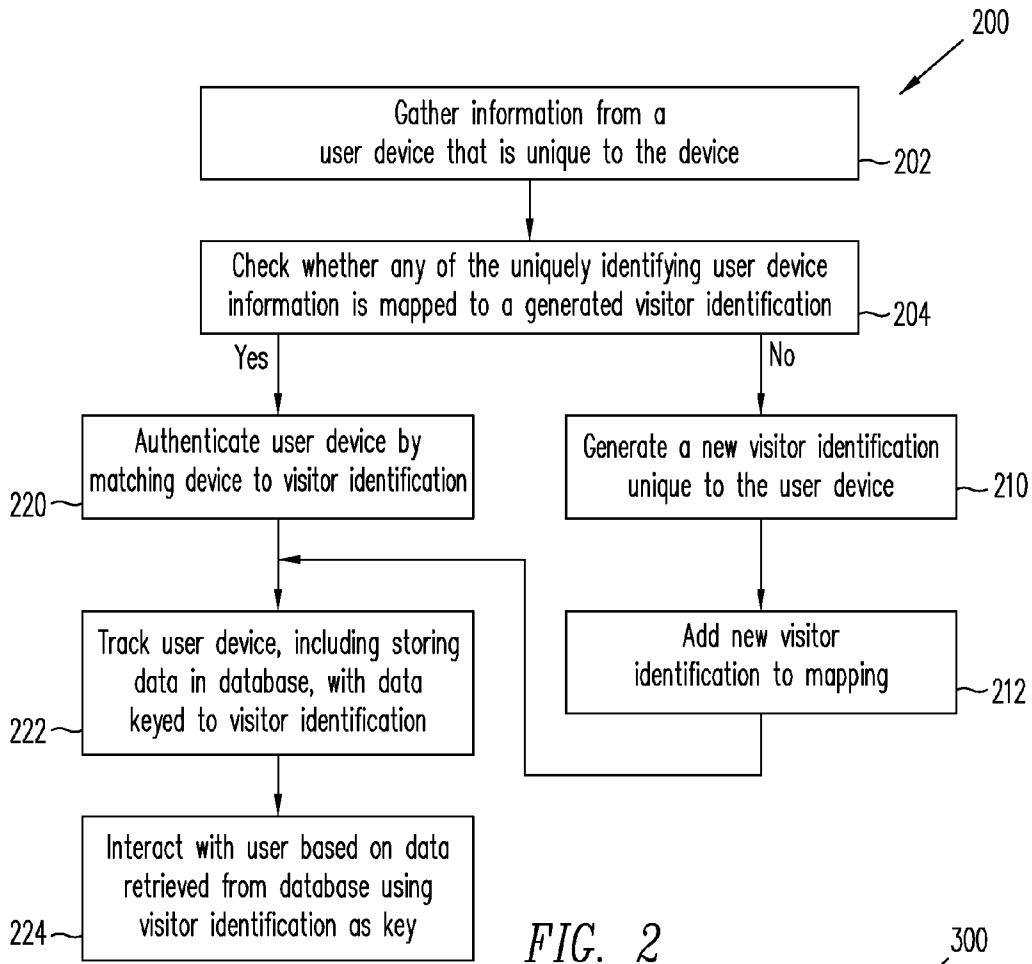 200
Gather information from a
user device that is unique to the device
202
Check whether any of the uniquely identifying user device
information is mapped to a generated visitor identification
204
Yes
No
Authenticate user device by
matching device to visitor identification
220
Generate a new visitor identification
unique to the user device
210
Track user device, including storing
data in database, with data
keyed to visitor identification
222
Add new visitor
identification to mapping
212
Interact with user based on data
retrieved from database using
visitor identification as key
224
FIG. 2
300